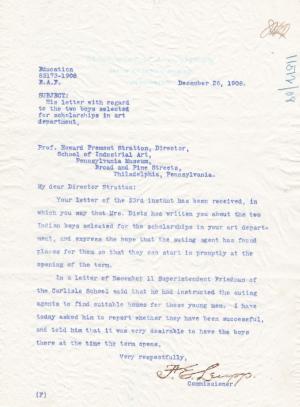 Education
85173-1908
E.A.F.
December 26, 1908.
SUBJECT:
His letter with regard
to the two boys selected
for scholarships in art
department.
Prof. Howard Fremont Stratton, Director,
School of Industrial Art,
Pennsylvania Museum,
Broad and Pine Streets,
Philadelphia, Pennsylvania.
My dear Director Stratton:
Your letter of the 23rd instant has been received, in
which you say that Mrs. Dietz has written you about the two
Indian boys selected for the scholarships in your art depart-
ment, and express the hope that the outing agent has found
places for them so that they can start in promptly at the
opening of the term.
In a letter of December 11 Superintendent Friedman of
the Carlisle School said that he had instructed the outing
agents to find suitable homes for these young men. I have
today asked him to report whether they have been successful,
and told him that it was very desirable to have the boys
there at the time the term opens.
Very respectfully,
Commissioner.